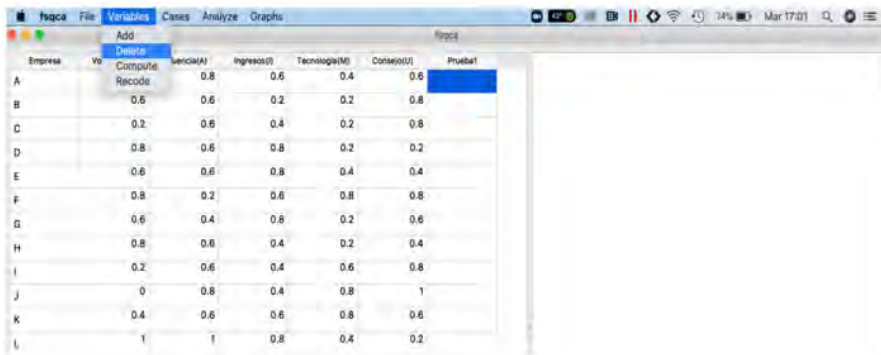 fsqca File Variables Cases Analyze Graphs 74% Mar 17:01
Add
Delete
Compute
Recode
fsqca
Empresa Vo uencia(A) Ingresos(I) Tecnologia(M) Consejo(U) Prueba1
A 0.8 0.6 0.4 0.6
B 0.6 0.6 0.2 0.2 0.8
C 0.2 0.6 0.4 0.2 0.8
D 0.8 0.6 0.8 0.2 0.2
E 0.6 0.6 0.8 0.4 0.4
F 0.8 0.2 0.6 0.8 0.8
G 0.6 0.4 0.8 0.2 0.6
H 0.8 0.6 0.4 0.2 0.4
I 0.2 0.6 0.4 0.6 0.8
J 0 0.8 0.4 0.8 1
K 0.4 0.6 0.6 0.8 0.6
L 1 1 0.8 0.4 0.2